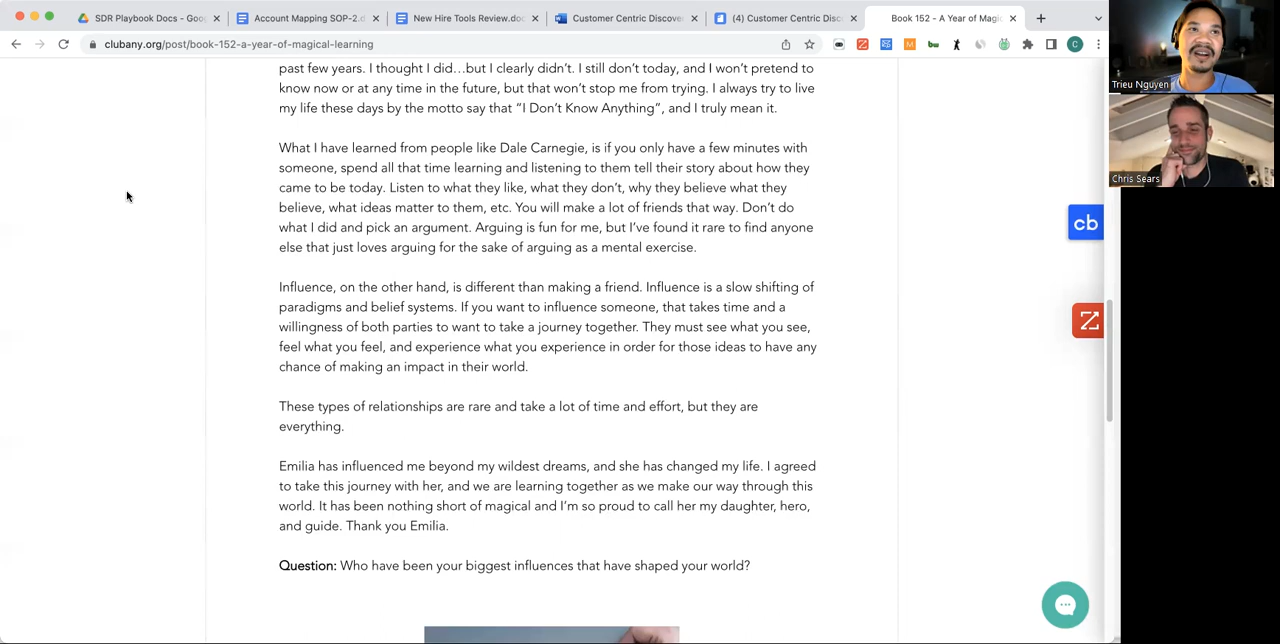 SDR Playbook Docs - Goo
Account Mapping SOP-2.d
New Hire Tools Review.doc
Customer Centric Discover
(4) Customer Centric Disc
Book 152 - A Year of Magic
clubany.org/post/book-152-a-year-of-magical-learning
C
Trieu Nguyen
Chris Sears
past few years. I thought I did...but I clearly didn't. I still don't today, and I won't pretend to
know now or at any time in the future, but that won't stop me from trying. I always try to live
my life these days by the motto say that "I Don't Know Anything", and I truly mean it.
What I have learned from people like Dale Carnegie, is if you only have a few minutes with
someone, spend all that time learning and listening to them tell their story about how they
came to be today. Listen to what they like, what they don't, why they believe what they
believe, what ideas matter to them, etc. You will make a lot of friends that way. Don't do
what I did and pick an argument. Arguing is fun for me, but I've found it rare to find anyone
else that just loves arguing for the sake of arguing as a mental exercise.
cb
Influence, on the other hand, is different than making a friend. Influence is a slow shifting of
paradigms and belief systems. If you want to influence someone, that takes time and a
willingness of both parties to want to take a journey together. They must see what you see,
feel what you feel, and experience what you experience in order for those ideas to have any
chance of making an impact in their world.
Z
These types of relationships are rare and take a lot of time and effort, but they are
everything.
Emilia has influenced me beyond my wildest dreams, and she has changed my life. I agreed
to take this journey with her, and we are learning together as we make our way through this
world. It has been nothing short of magical and I'm so proud to call her my daughter, hero,
and guide. Thank you Emilia.
Question: Who have been your biggest influences that have shaped your world?